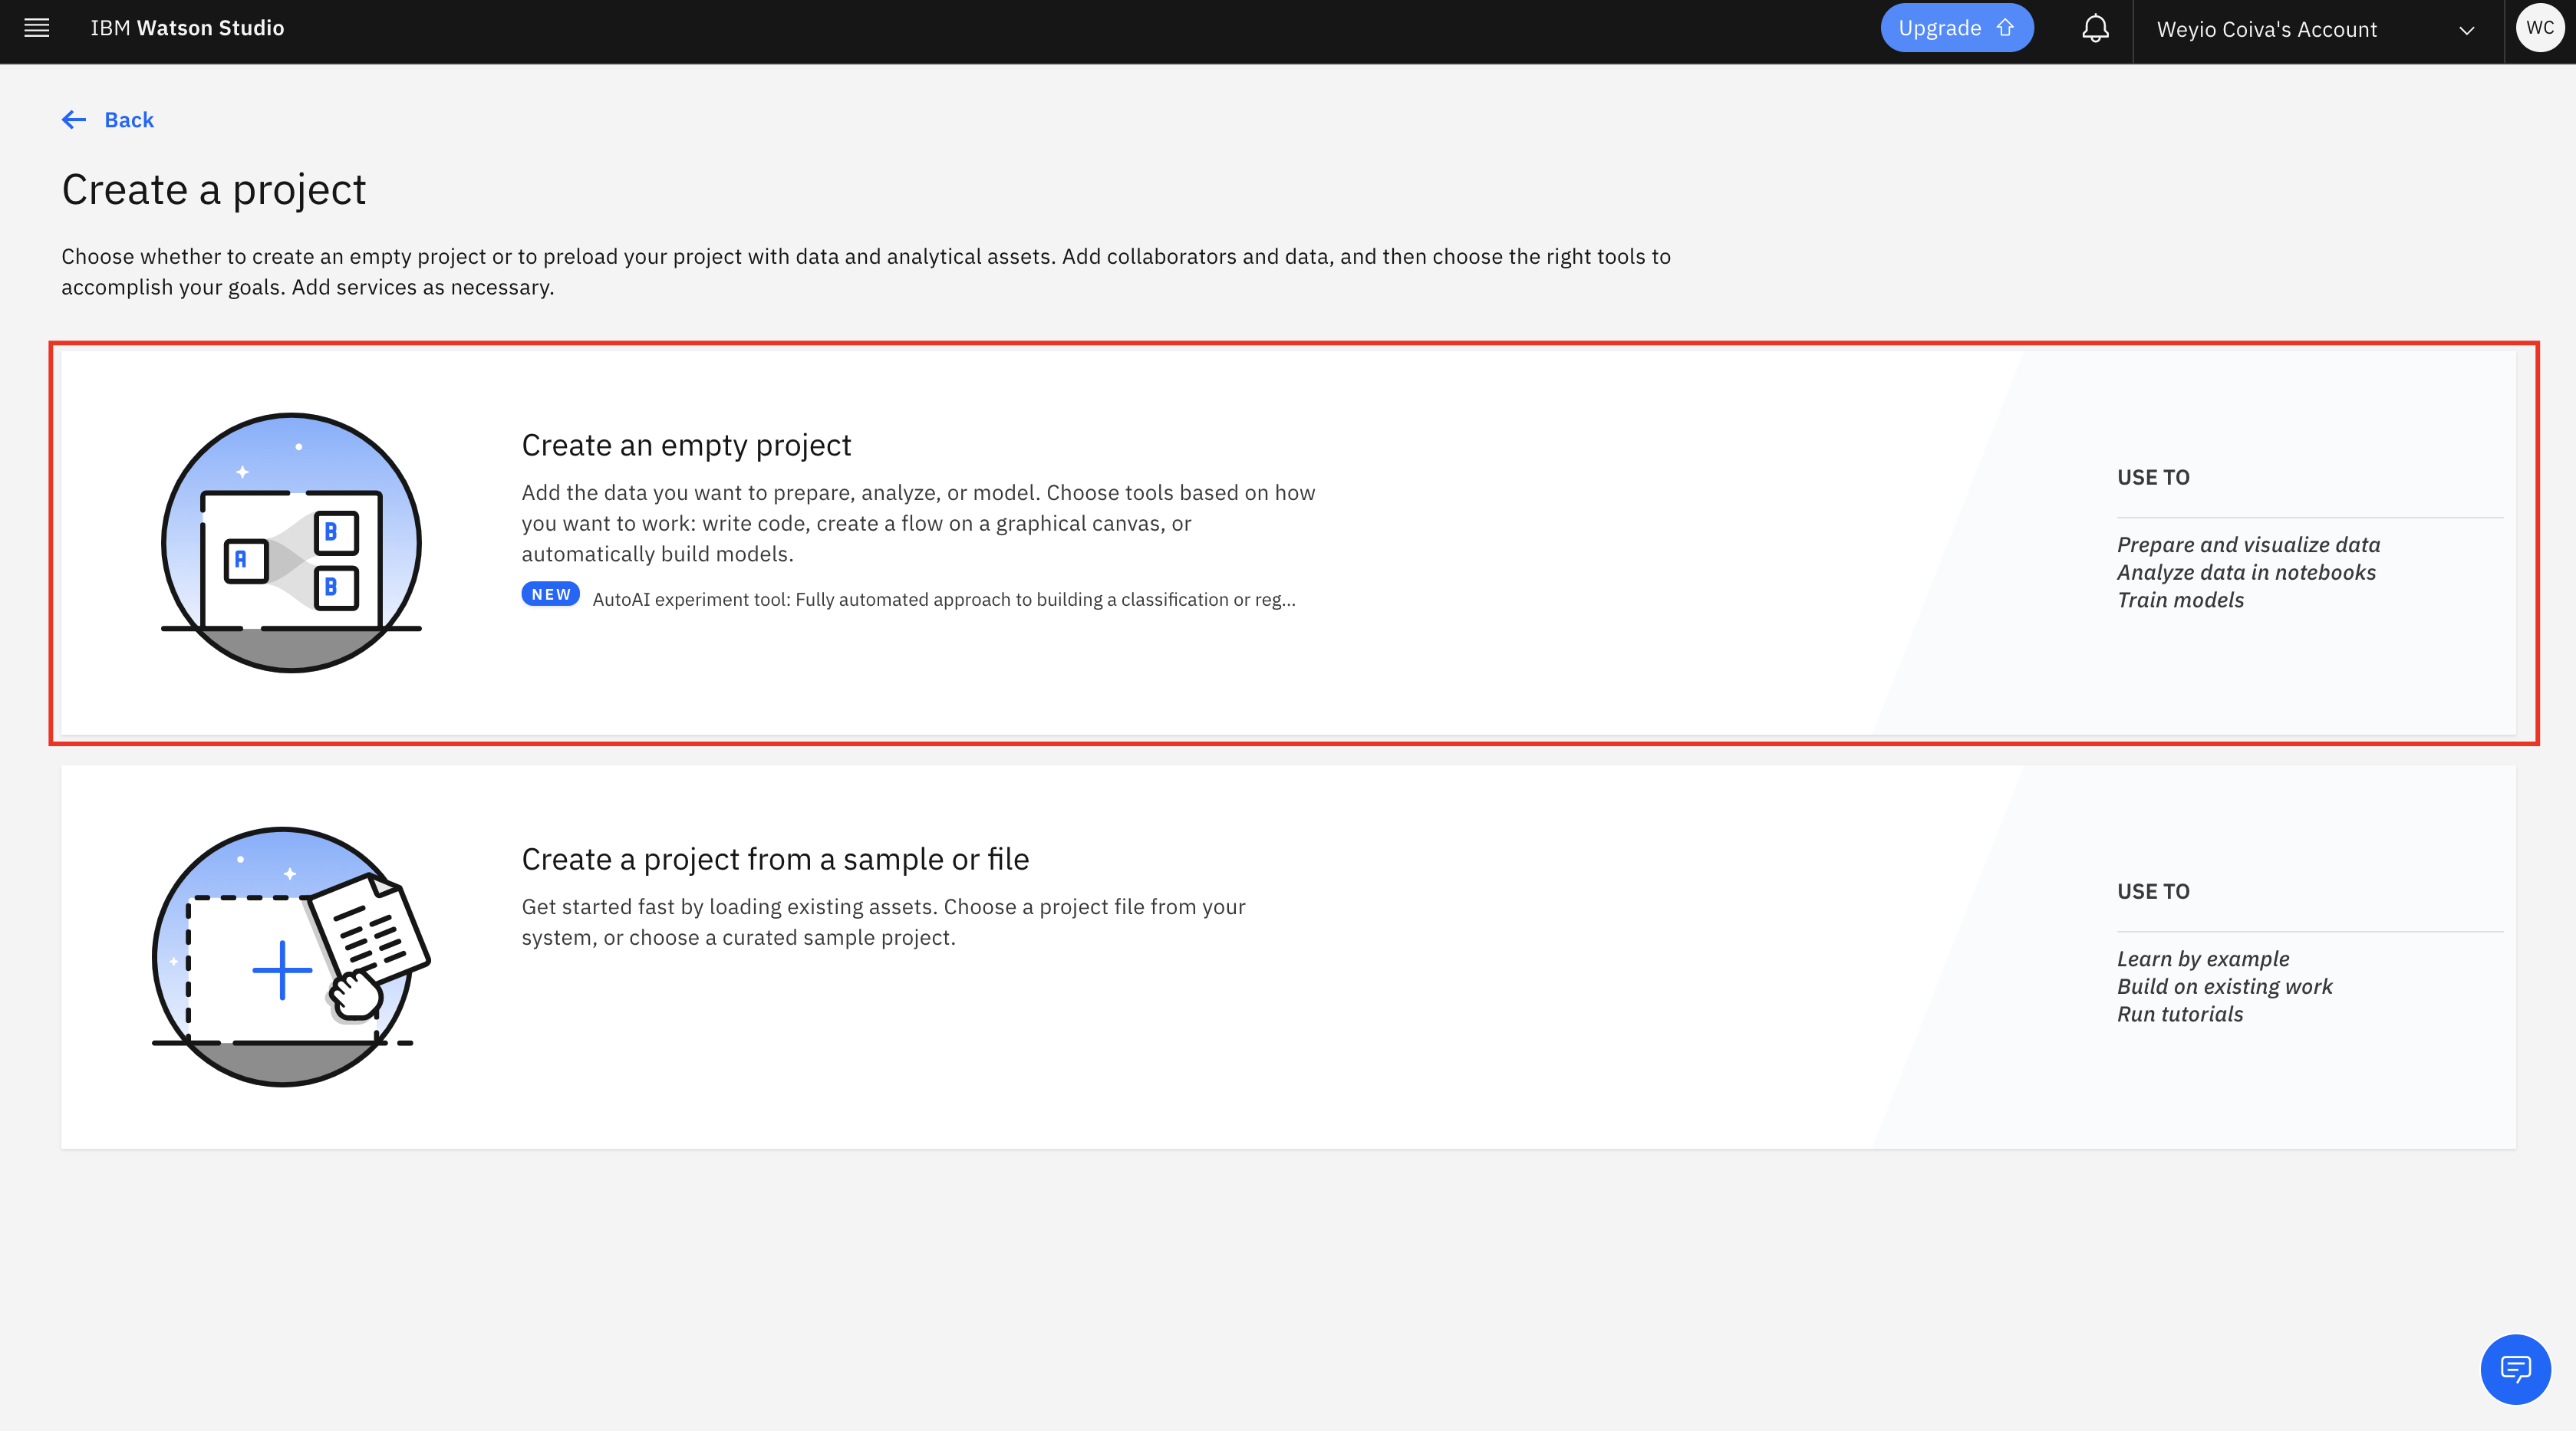 IBM Watson Studio
Upgrade
Weyio Coiva's Account
WC
Back
Create a project
Choose whether to create an empty project or to preload your project with data and analytical assets. Add collaborators and data, and then choose the right tools to
accomplish your goals. Add services as necessary.
A
B
B
Create an empty project
Add the data you want to prepare, analyze, or model. Choose tools based on how
you want to work: write code, create a flow on a graphical canvas, or
automatically build models.
NEW AutoAI experiment tool: Fully automated approach to building a classification or reg...
USE TO
Prepare and visualize data
Analyze data in notebooks
Train models
Create a project from a sample or file
Get started fast by loading existing assets. Choose a project file from your
system, or choose a curated sample project.
USE TO
Learn by example
Build on existing work
Run tutorials